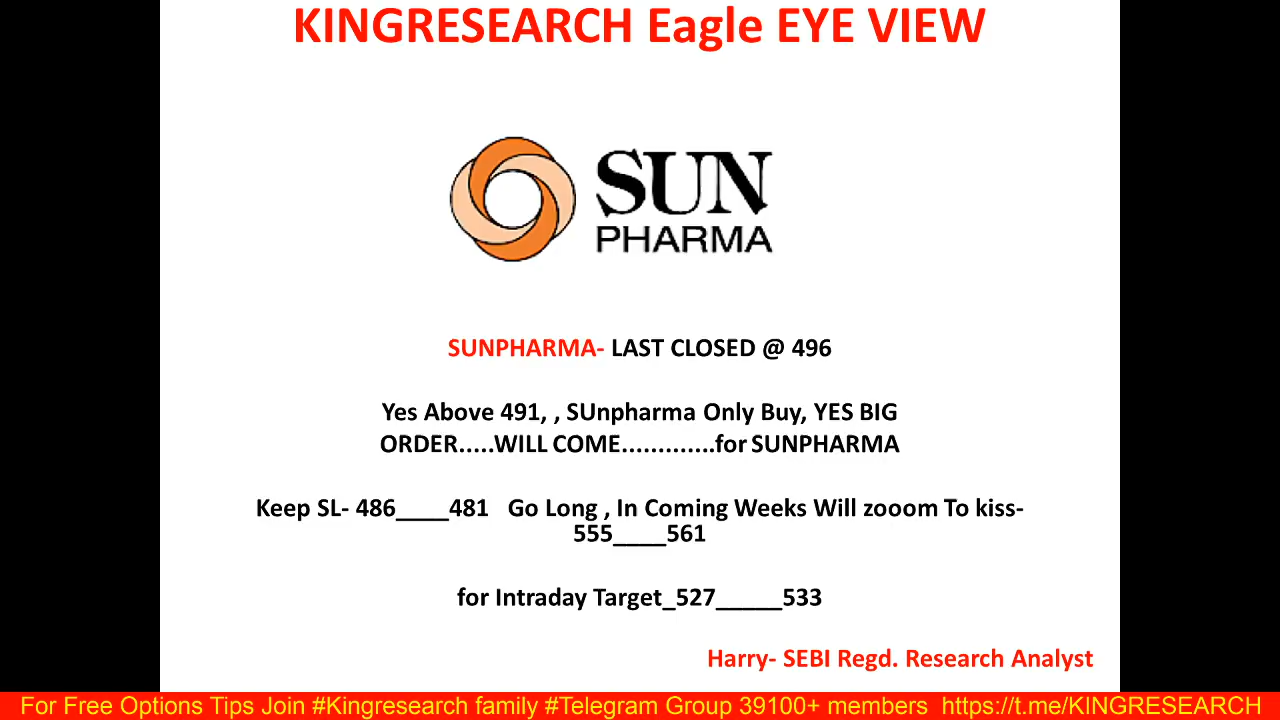 KINGRESEARCH Eagle EYE VIEW
SUN
PHARMA
SUNPHARMA- LAST CLOSED @ 496
Yes Above 491, , SUnpharma Only Buy, YES BIG
ORDER.....WILL COME.............for SUNPHARMA
Keep SL- 486____481 Go Long , In Coming Weeks Will zooom To kiss-
555____561
for Intraday Target_527_____533
Harry- SEBI Regd. Research Analyst
For Free Options Tips Join #Kingresearch family #Telegram Group 39100+ members https://t.me/KINGRESEARCH